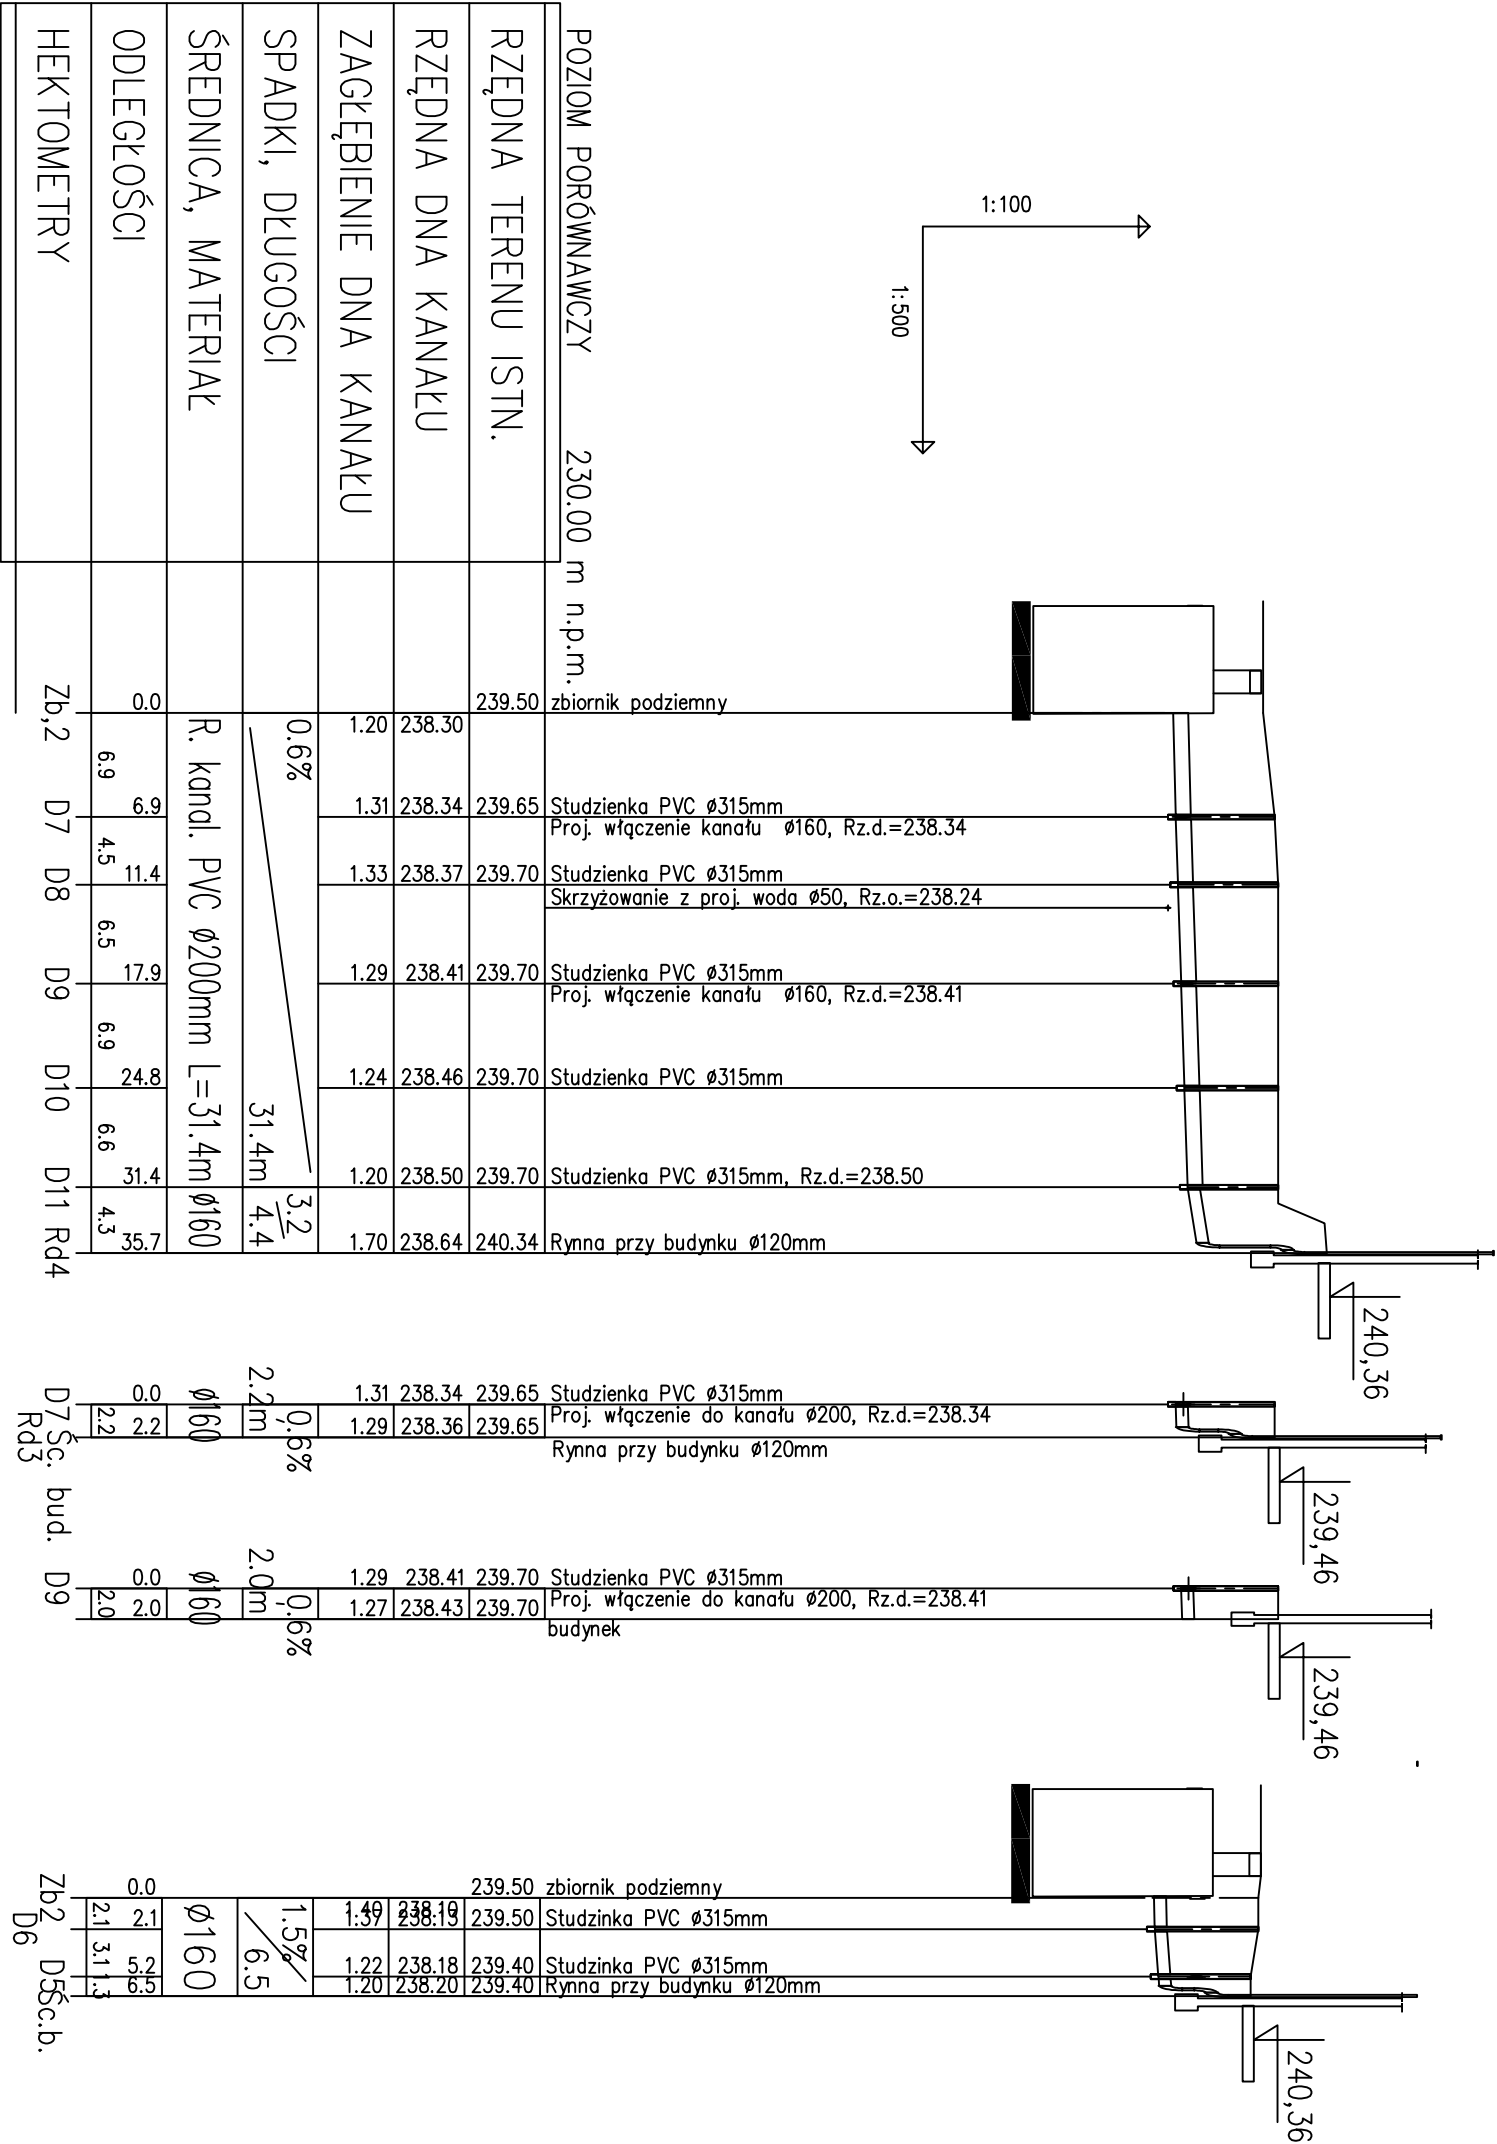 1:100
1:500
POZIOM PORÓWNAWCZY 230.00 m n.p.m.
RZĘDNA TERENU ISTN.
RZĘDNA DNA KANAŁU
ZAGŁĘBIENIE DNA KANAŁU
SPADKI, DŁUGOŚCI
ŚREDNICA, MATERIAŁ
ODLEGŁOŚCI
HEKTOMETRY
239.50 zbiornik podziemny
0.0
Zb,2
1.20 238.30
0.6%
R. kanal. PVC ø200mm L=31.4m
6.9
1.31 238.34 239.65 Studzienka PVC ø315mm
6.9
D7
Proj. włączenie kanału ø160, Rz.d.=238.34
4.5
1.33 238.37 239.70 Studzienka PVC ø315mm
11.4
D8
Skrzyżowanie z proj. woda ø50, Rz.o.=238.24
6.5
1.29 238.41 239.70 Studzienka PVC ø315mm
17.9
D9
Proj. włączenie kanału ø160, Rz.d.=238.41
6.9
1.24 238.46 239.70 Studzienka PVC ø315mm
24.8
D10
6.6
31.4m
1.20 238.50 239.70 Studzienka PVC ø315mm, Rz.d.=238.50
31.4
D11
3.2
4.4
ø160
4.3
1.70 238.64 240.34 Rynna przy budynku ø120mm
35.7
Rd4
240,36
1.31 238.34 239.65 Studzienka PVC ø315mm
0.0
D7
Proj. włączenie do kanału ø200, Rz.d.=238.34
2.2m
0,6%
ø160
1.29 238.36 239.65
2.2 2.2
Śc. bud.
Rd3
Rynna przy budynku ø120mm
239,46
1.29 238.41 239.70 Studzienka PVC ø315mm
0.0
D9
Proj. włączenie do kanału ø200, Rz.d.=238.41
2.0m
0,6%
ø160
1.27 238.43 239.70
2.0 2.0
budynek
239,46
239.50 zbiornik podziemny
0.0
Zb2
1.40 238.10
1.37 238.13 239.50 Studzinka PVC ø315mm
2.1 2.1
D6
1.5%
6.5
Ø160
3.1
1.22 238.18 239.40 Studzinka PVC ø315mm
5.2
D5
1.3
1.20 238.20 239.40 Rynna przy budynku ø120mm
6.5
Śc.b.
240,36